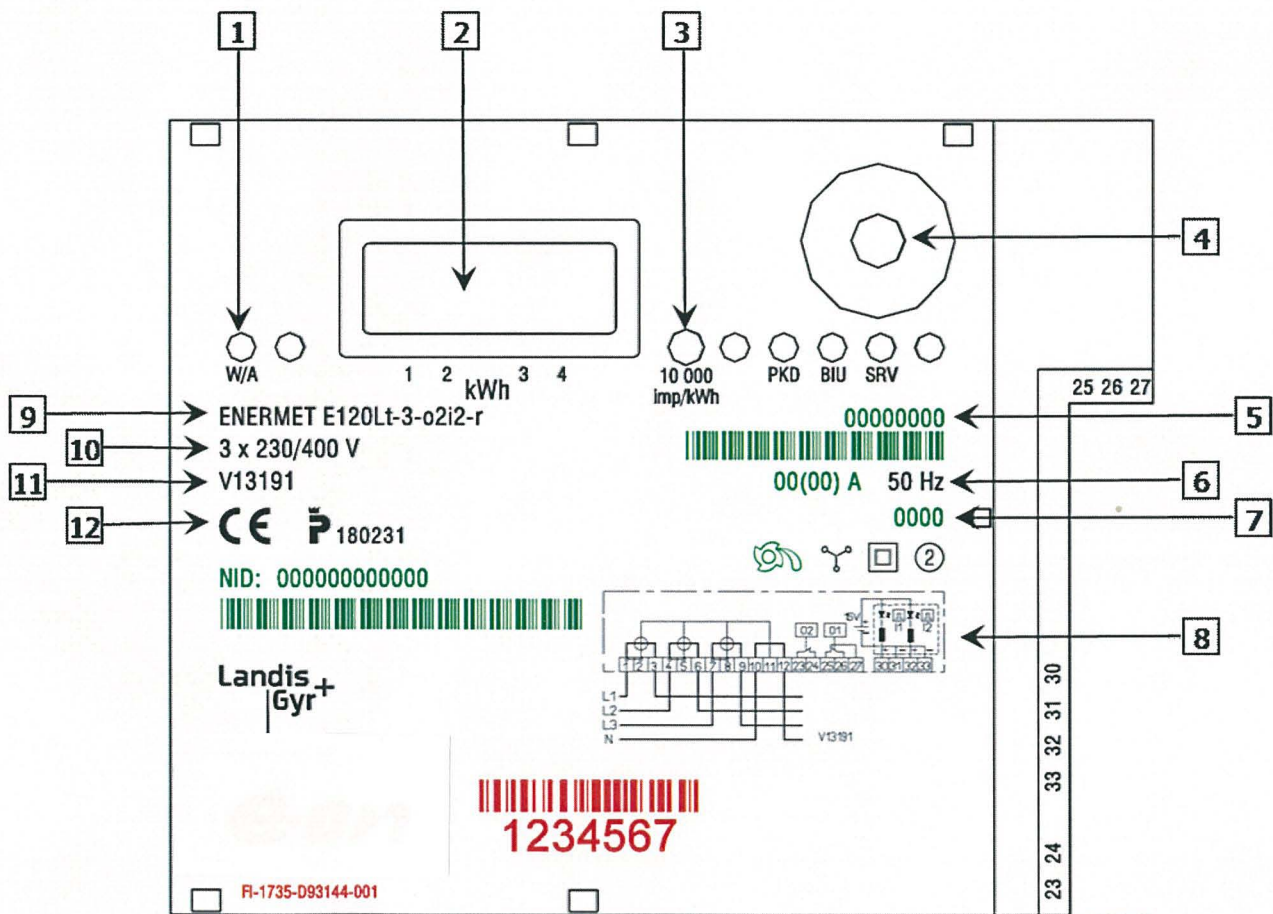 1 2 3
4
W/A
1 2 3 4
kWh
10 000
imp/kWh
PKD BIU SRV
25 26 27
9 ENERMET E120Lt-3-o2i2-r
00000000 5
10 3 x 230/400 V
11 V13191
00(00) A 50 Hz 6
12 CE P 180231
0000 7
2
NID: 000000000000
8
O2 O1 I1 I2
1 2 3 4 5 6 7 8 9 10 11 12 23 24 25 26 27 30 31 32 33
L1
L2
L3
N
V13191
Landis
Gyr+
30
31
32
33
24
23
1234567
FI-1735-D93144-001